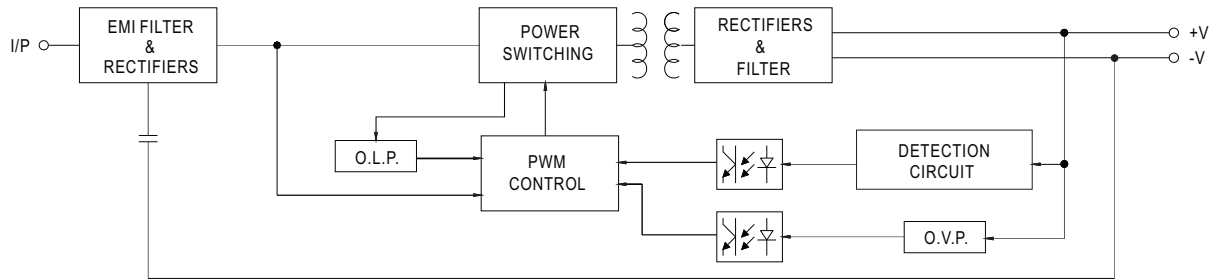 I/P
EMI FILTER
&
RECTIFIERS
POWER
SWITCHING
RECTIFIERS
&
FILTER
+V
-V
O.L.P.
PWM
CONTROL
DETECTION
CIRCUIT
O.V.P.